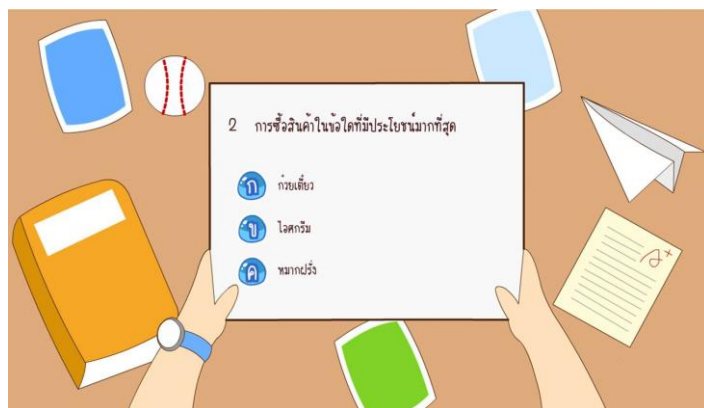 2 การซื้อสินค้าในข้อใดที่มีประโยชน์มากที่สุด
ก ก๋วยเตี๋ยว
ข ไอศกรีม
ค หมากฝรั่ง
A+